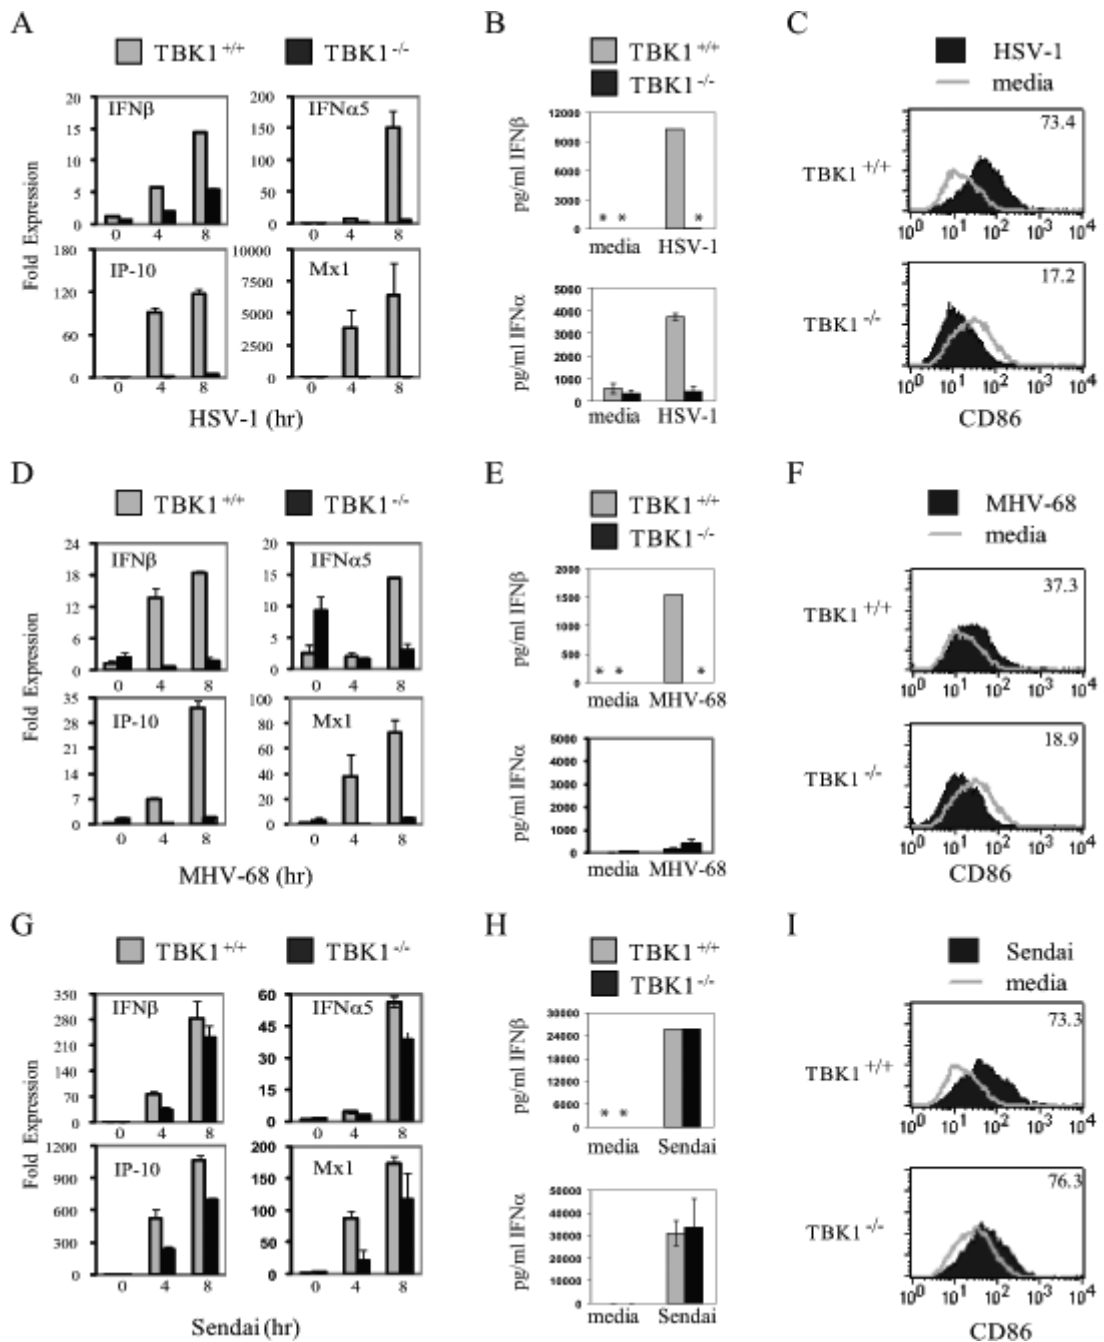 A
TBK1+/+ TBK1-/-
Fold Expression
IFNβ
20
15
10
5
0
0 4 8
IFNα5
200
150
100
50
0
0 4 8
IP-10
180
120
60
0
0 4 8
Mx1
10000
7500
5000
2500
0
0 4 8
HSV-1 (hr)
B
TBK1+/+
TBK1-/-
pg/ml IFNβ
12000
9000
6000
3000
0
* * *
media HSV-1
pg/ml IFNα
5000
4000
3000
2000
1000
0
media HSV-1
C
HSV-1
media
TBK1+/+
73.4
10^0 10^1 10^2 10^3 10^4
TBK1-/-
17.2
10^0 10^1 10^2 10^3 10^4
CD86
D
TBK1+/+ TBK1-/-
Fold Expression
IFNβ
24
18
12
6
0
0 4 8
IFNα5
20
15
10
5
0
0 4 8
IP-10
35
28
21
14
7
0
0 4 8
Mx1
100
80
60
40
20
0
0 4 8
MHV-68 (hr)
E
TBK1+/+
TBK1-/-
pg/ml IFNβ
2000
1500
1000
500
0
* * *
media MHV-68
pg/ml IFNα
5000
4000
3000
2000
1000
0
media MHV-68
F
MHV-68
media
TBK1+/+
37.3
10^0 10^1 10^2 10^3 10^4
TBK1-/-
18.9
10^0 10^1 10^2 10^3 10^4
CD86
G
TBK1+/+ TBK1-/-
Fold Expression
IFNβ
350
280
210
140
70
0
0 4 8
IFNα5
60
45
30
15
0
0 4 8
IP-10
1200
900
600
300
0
0 4 8
Mx1
200
150
100
50
0
0 4 8
Sendai (hr)
H
TBK1+/+
TBK1-/-
pg/ml IFNβ
30000
24000
18000
12000
6000
0
* *
media Sendai
pg/ml IFNα
50000
40000
30000
20000
10000
0
media Sendai
I
Sendai
media
TBK1+/+
73.3
10^0 10^1 10^2 10^3 10^4
TBK1-/-
76.3
10^0 10^1 10^2 10^3 10^4
CD86